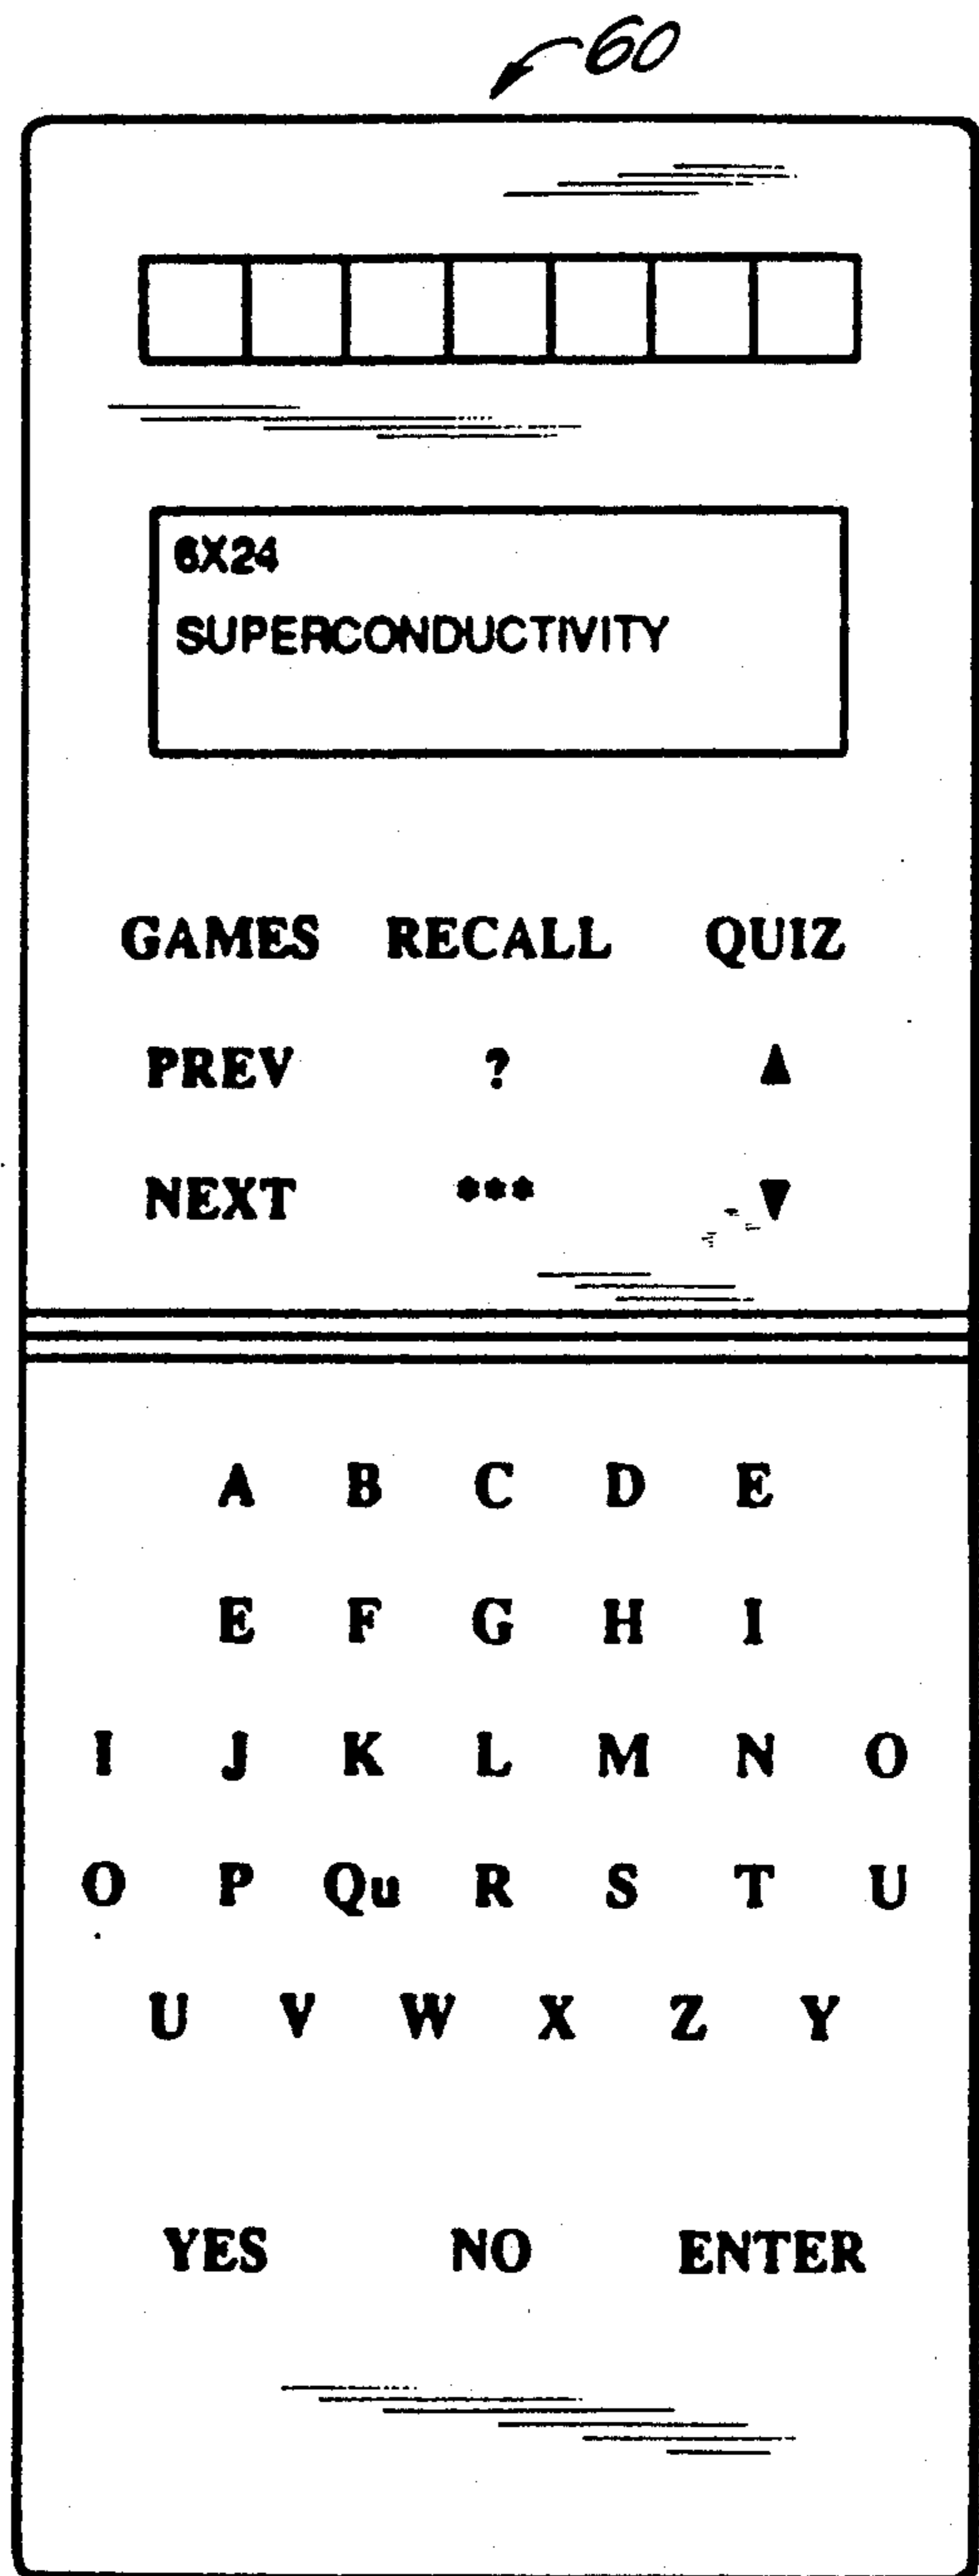 60
6X24
SUPERCONDUCTIVITY
GAMES RECALL QUIZ
PREV ? ▲
NEXT *** ▼
A B C D E
E F G H I
I J K L M N O
O P Qu R S T U
U V W X Z Y
YES NO ENTER